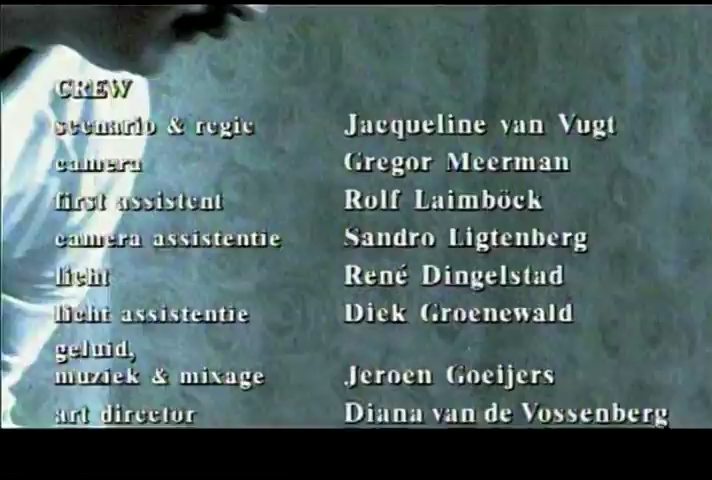 CREW
scenario & regie Jacqueline van Vugt
camera Gregor Meerman
first assistent Rolf Laimböck
camera assistentie Sandro Ligtenberg
licht René Dingelstad
licht assistentie Diek Groenewald
geluid,
muziek & mixage Jeroen Goeijers
art director Diana van de Vossenberg